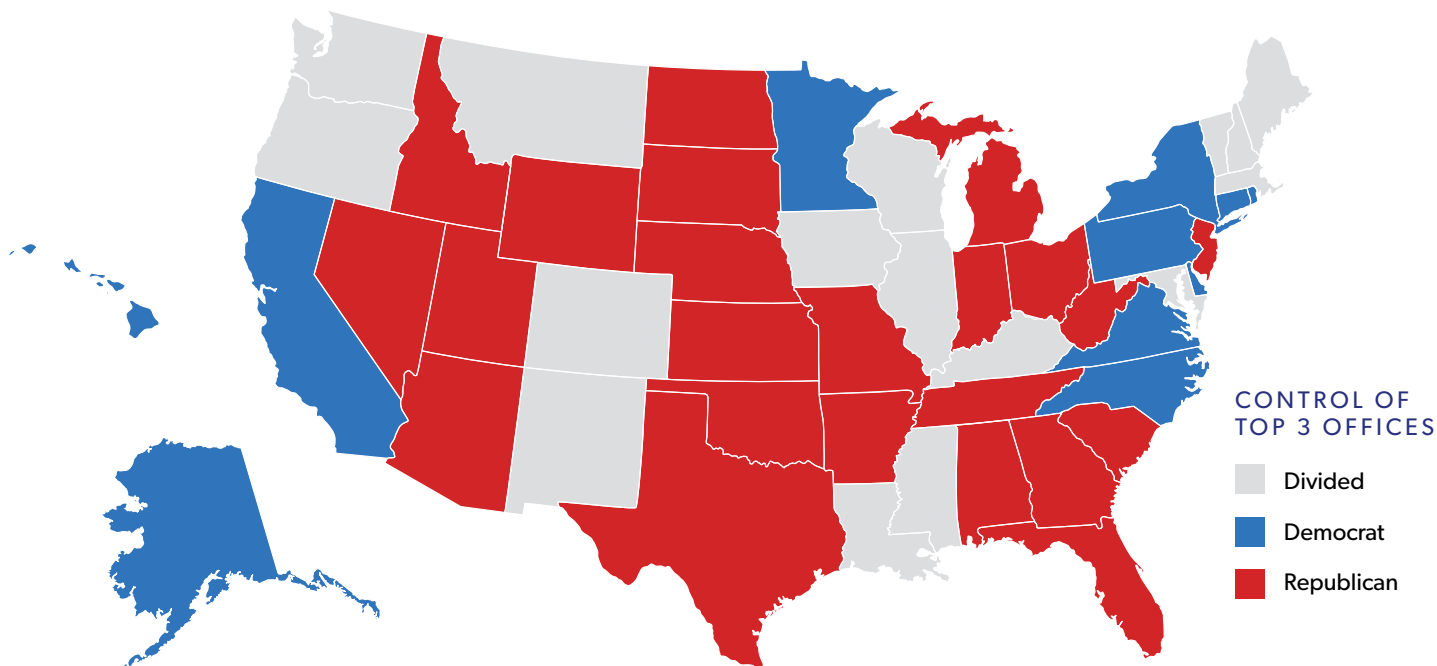 CONTROL OF
TOP 3 OFFICES
Divided
Democrat
Republican